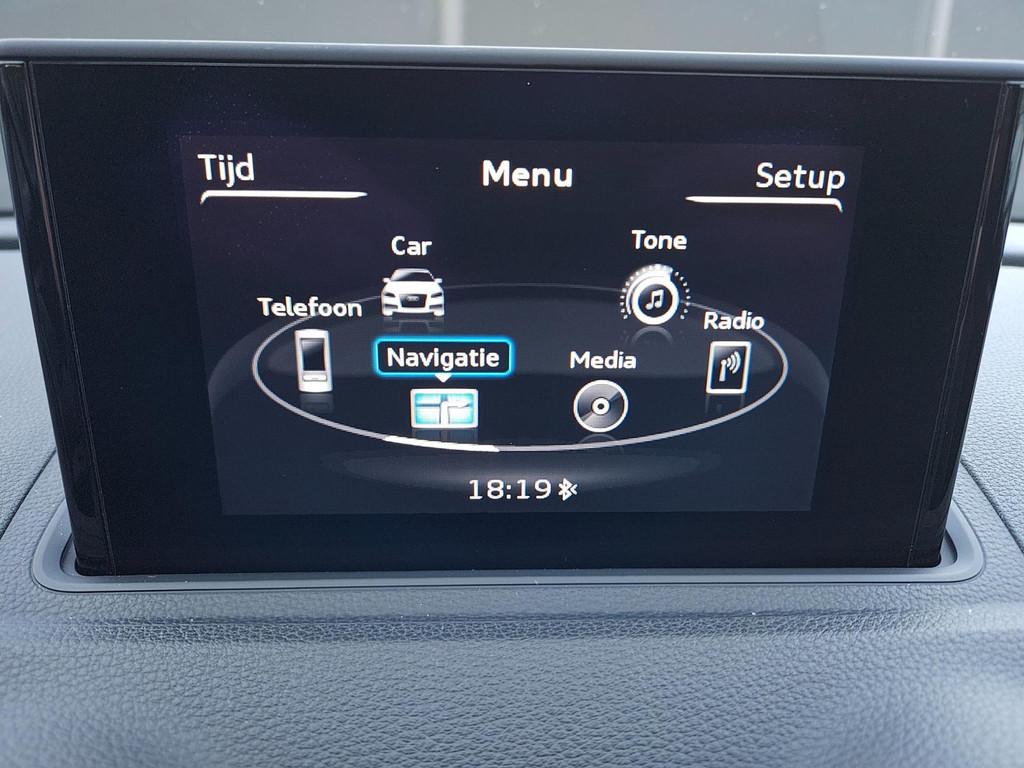 Tijd Menu Setup
Car Tone
Telefoon Radio
Navigatie Media
18:19